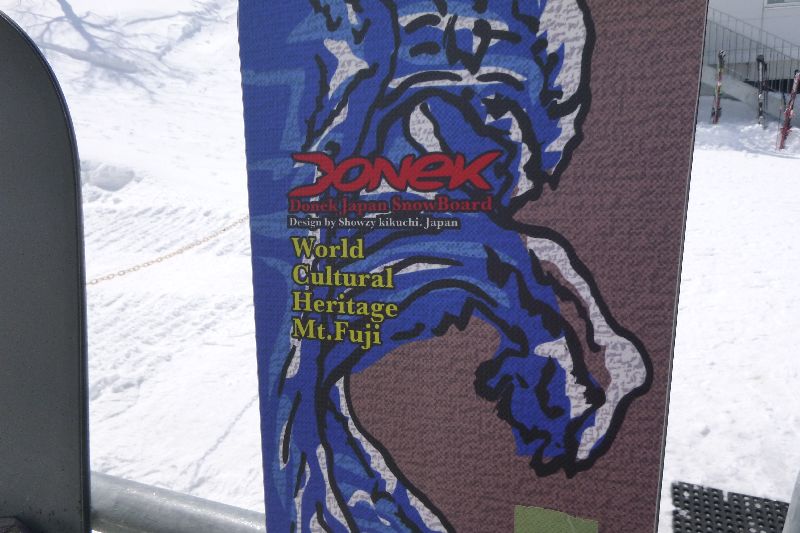 DONEK
Donek Japan SnowBoard
Design by Showzy kikuchi. Japan
World
Cultural
Heritage
Mt.Fuji